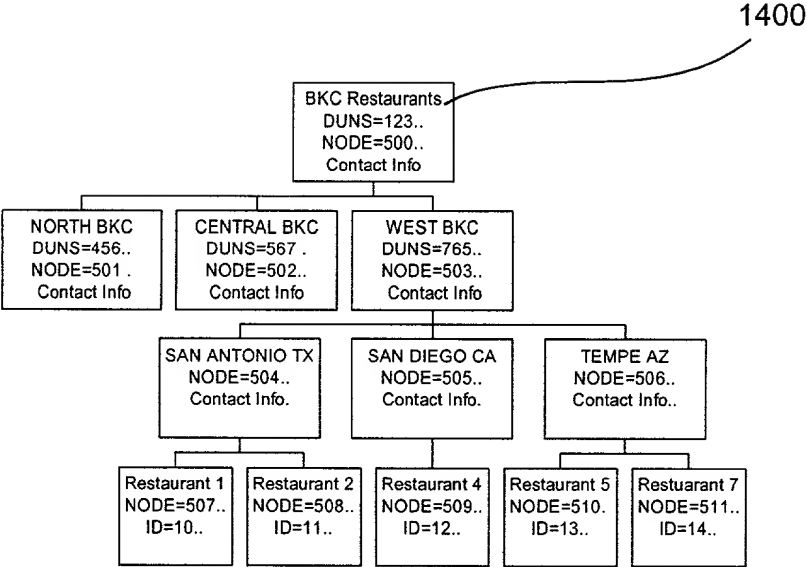 1400
BKC Restaurants
DUNS=123..
NODE=500..
Contact Info
NORTH BKC
DUNS=456..
NODE=501 .
Contact Info
CENTRAL BKC
DUNS=567 .
NODE=502..
Contact Info
WEST BKC
DUNS=765..
NODE=503..
Contact Info
SAN ANTONIO TX
NODE=504..
Contact Info.
SAN DIEGO CA
NODE=505..
Contact Info.
TEMPE AZ
NODE=506..
Contact Info..
Restaurant 1
NODE=507..
ID=10..
Restaurant 2
NODE=508..
ID=11..
Restaurant 4
NODE=509..
ID=12..
Restaurant 5
NODE=510.
ID=13..
Restuarant 7
NODE=511..
ID=14..